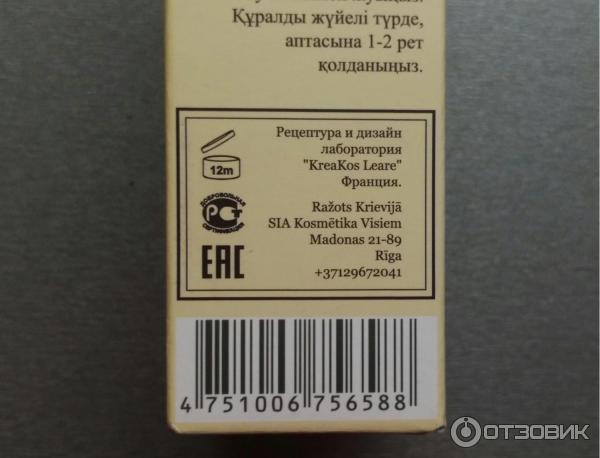 Құралды жүйелі түрде,
аптасына 1-2 рет
қолданыңыз.
12m
ДОБРОВОЛЬНАЯ
СЕРТИФИКАЦИЯ
EAC
Рецептура и дизайн
лаборатория
"KreaKos Leare"
Франция.
Ražots Krievijā
SIA Kosmētika Visiem
Madonas 21-89
Rīga
+37129672041
4 751006 756588
ОТЗОВИК